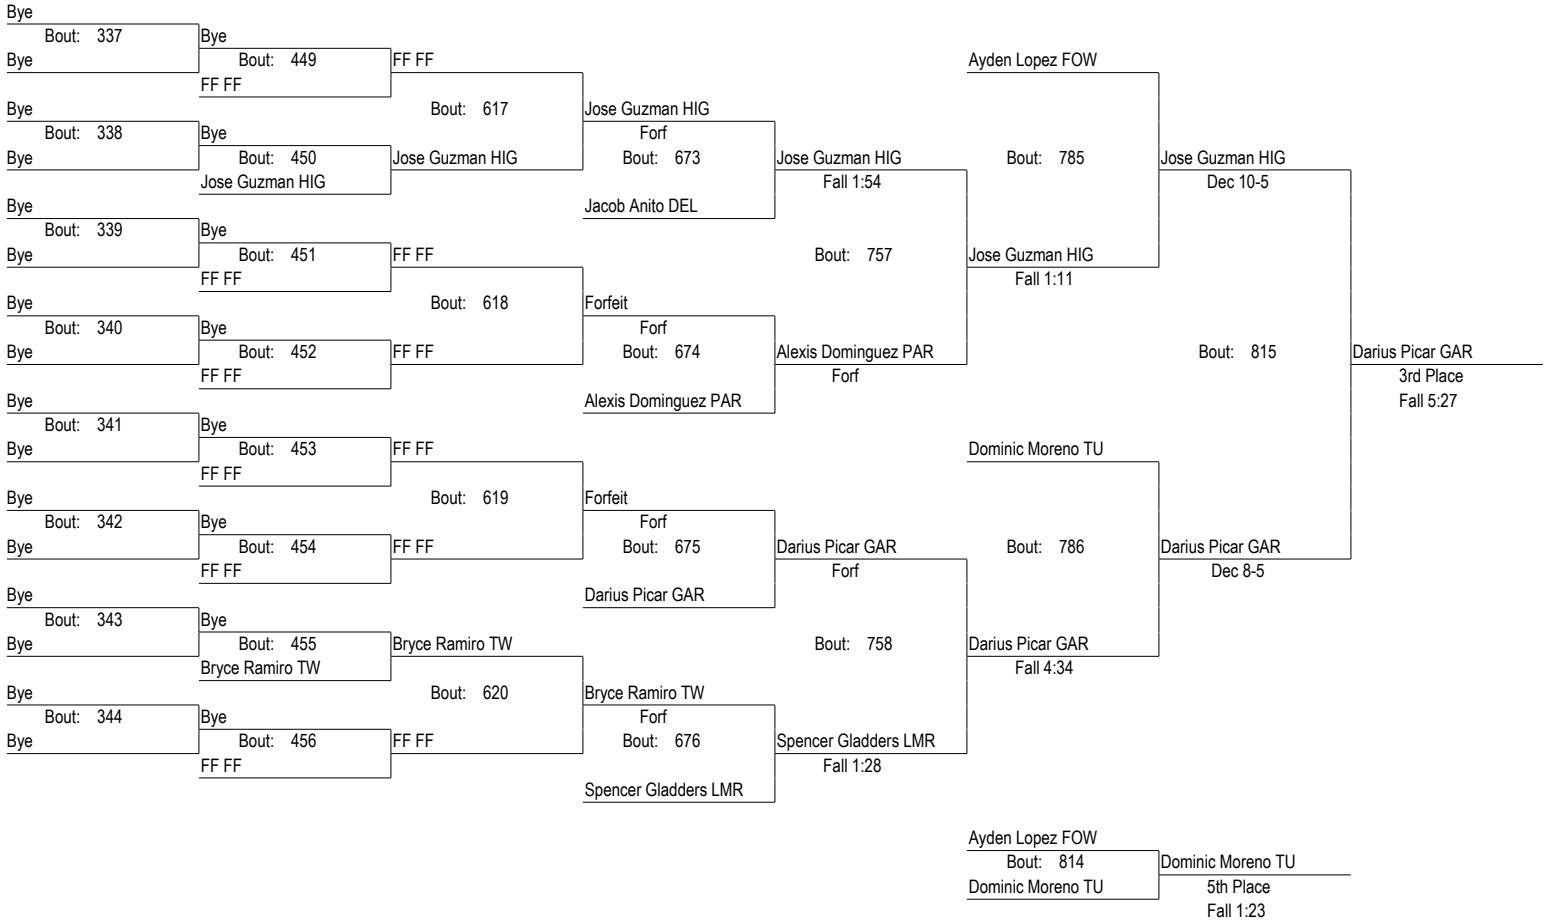 Bye
Bout: 337 Bye
Bye Bout: 449 FF FF Ayden Lopez FOW
FF FF
Bye Bout: 617 Jose Guzman HIG
Bout: 338 Bye Forf
Bye Bout: 450 Jose Guzman HIG Bout: 673 Jose Guzman HIG Bout: 785 Jose Guzman HIG
Jose Guzman HIG Fall 1:54 Dec 10-5
Bye Jacob Anito DEL
Bout: 339 Bye
Bye Bout: 451 FF FF Bout: 757 Jose Guzman HIG
FF FF Fall 1:11
Bye Bout: 618 Forfeit
Bout: 340 Bye Forf
Bye Bout: 452 FF FF Bout: 674 Alexis Dominguez PAR Bout: 815 Darius Picar GAR
FF FF Forf 3rd Place
Bye Alexis Dominguez PAR Fall 5:27
Bout: 341 Bye
Bye Bout: 453 FF FF Dominic Moreno TU
FF FF
Bye Bout: 619 Forfeit
Bout: 342 Bye Forf
Bye Bout: 454 FF FF Bout: 675 Darius Picar GAR Bout: 786 Darius Picar GAR
FF FF Forf Dec 8-5
Bye Darius Picar GAR
Bout: 343 Bye
Bye Bout: 455 Bryce Ramiro TW Bout: 758 Darius Picar GAR
Bryce Ramiro TW Fall 4:34
Bye Bout: 620 Bryce Ramiro TW
Bout: 344 Bye Forf
Bye Bout: 456 FF FF Bout: 676 Spencer Gladders LMR
FF FF Fall 1:28
Spencer Gladders LMR
Ayden Lopez FOW
Bout: 814 Dominic Moreno TU
Dominic Moreno TU 5th Place
Fall 1:23